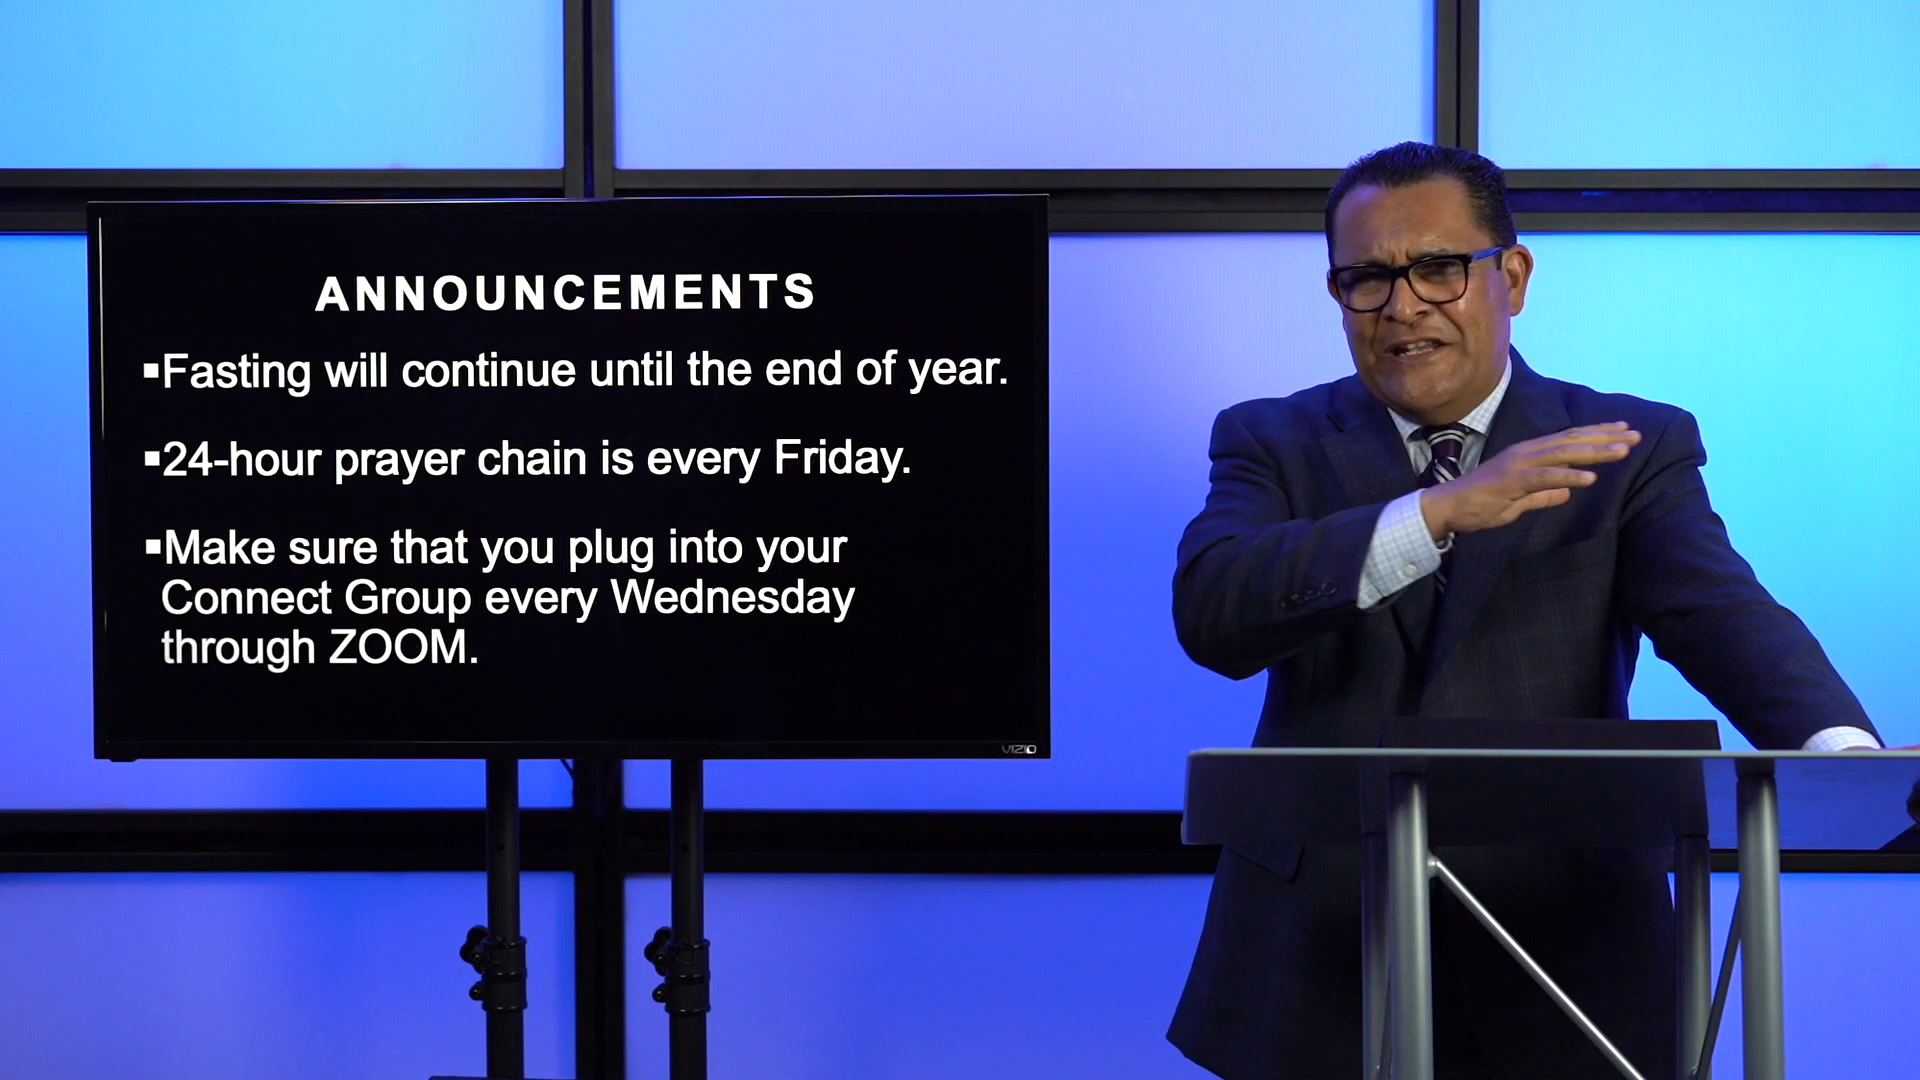 ANNOUNCEMENTS
▪Fasting will continue until the end of year.
▪24-hour prayer chain is every Friday.
▪Make sure that you plug into your
Connect Group every Wednesday
through ZOOM.
VIZIO